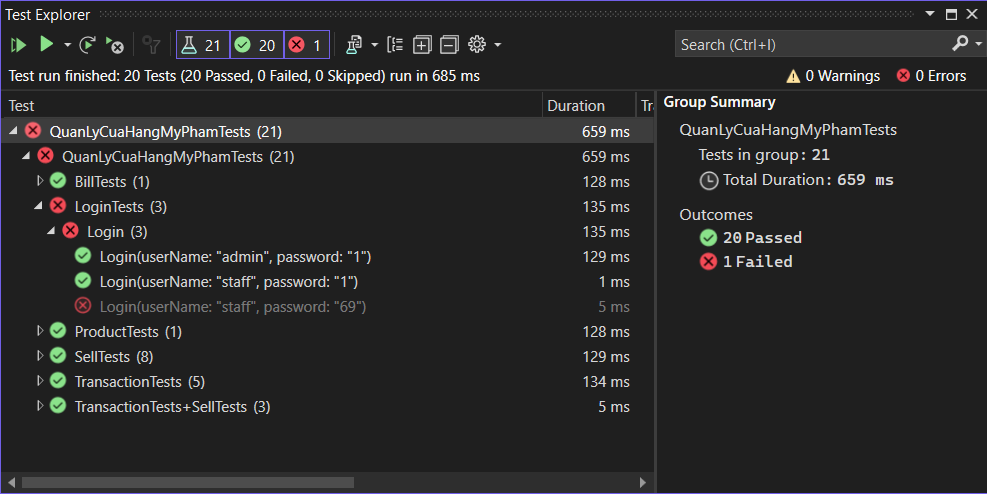 Test Explorer
21 20 1
Search (Ctrl+I)
Test run finished: 20 Tests (20 Passed, 0 Failed, 0 Skipped) run in 685 ms
0 Warnings
0 Errors
Test Duration Tr
QuanLyCuaHangMyPhamTests (21) 659 ms
QuanLyCuaHangMyPhamTests (21) 659 ms
BillTests (1) 128 ms
LoginTests (3) 135 ms
Login (3) 135 ms
Login(userName: "admin", password: "1") 129 ms
Login(userName: "staff", password: "1") 1 ms
Login(userName: "staff", password: "69") 5 ms
ProductTests (1) 128 ms
SellTests (8) 129 ms
TransactionTests (5) 134 ms
TransactionTests+SellTests (3) 5 ms
Group Summary
QuanLyCuaHangMyPhamTests
Tests in group: 21
Total Duration: 659 ms
Outcomes
20 Passed
1 Failed